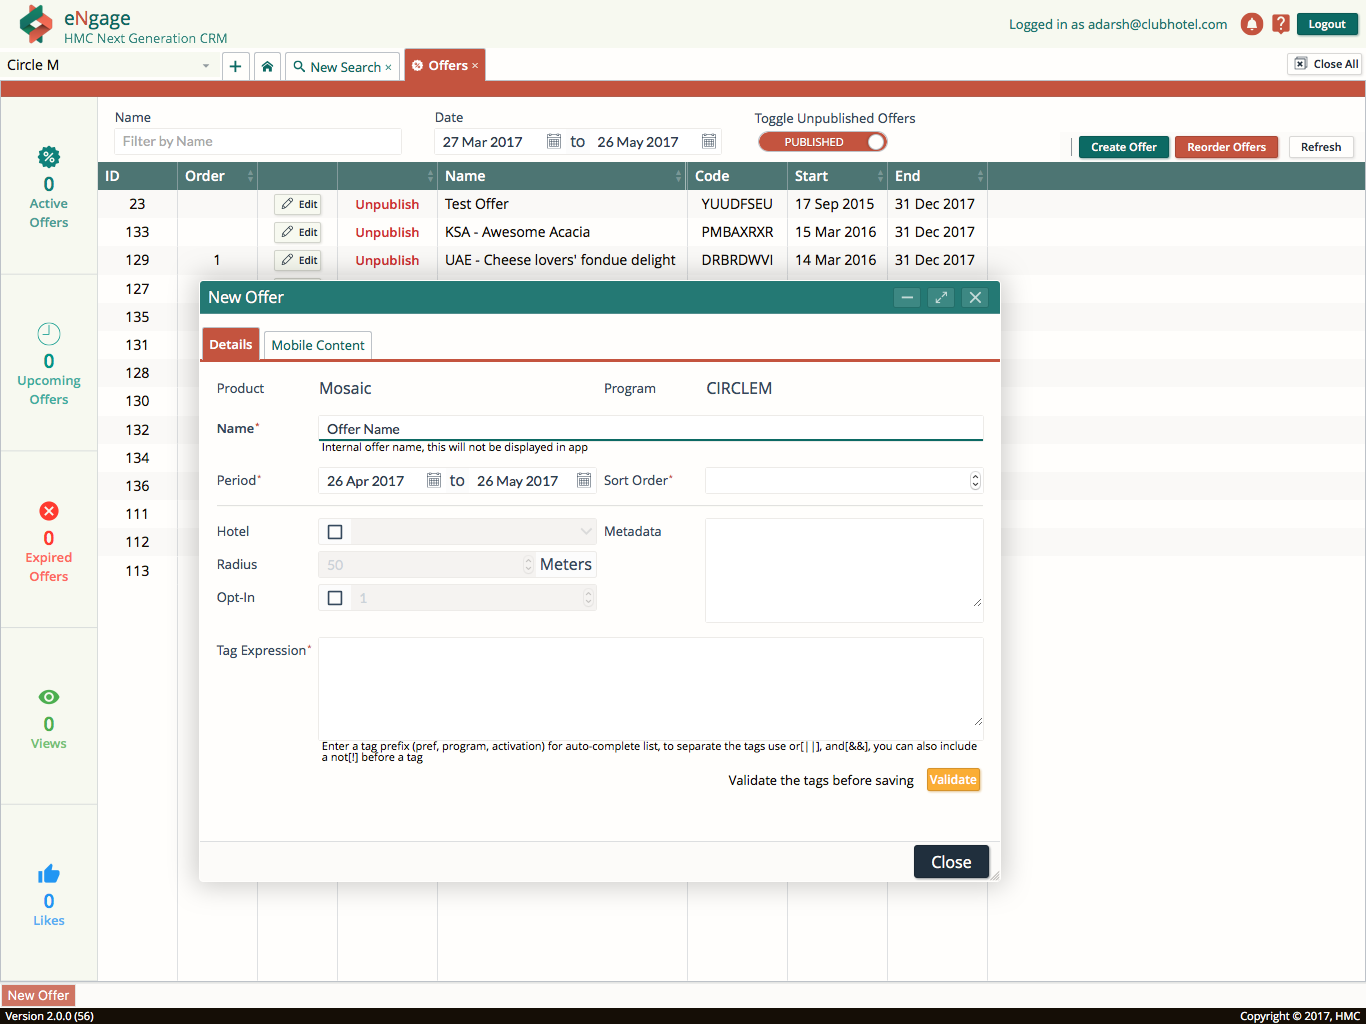 eNgage
HMC Next Generation CRM
Logged in as adarsh@clubhotel.com
Logout
Circle M
New Search ×
Offers ×
Close All
Name
Filter by Name
Date
27 Mar 2017 to 26 May 2017
Toggle Unpublished Offers
PUBLISHED
Create Offer
Reorder Offers
Refresh
0
Active
Offers
0
Upcoming
Offers
0
Expired
Offers
0
Views
0
Likes
ID Order Name Code Start End
23 Edit Unpublish Test Offer YUUDFSEU 17 Sep 2015 31 Dec 2017
133 Edit Unpublish KSA - Awesome Acacia PMBAXRXR 15 Mar 2016 31 Dec 2017
129 1 Edit Unpublish UAE - Cheese lovers' fondue delight DRBRDWVI 14 Mar 2016 31 Dec 2017
127
135
131
128
130
132
134
136
111
112
113
New Offer
Details
Mobile Content
Product Mosaic Program CIRCLEM
Name* Offer Name
Internal offer name, this will not be displayed in app
Period* 26 Apr 2017 to 26 May 2017 Sort Order*
Hotel Metadata
Radius 50 Meters
Opt-In 1
Tag Expression*
Enter a tag prefix (pref, program, activation) for auto-complete list, to separate the tags use or[||], and[&&], you can also include
a not[!] before a tag
Validate the tags before saving Validate
Close
New Offer
Version 2.0.0 (56)
Copyright © 2017, HMC